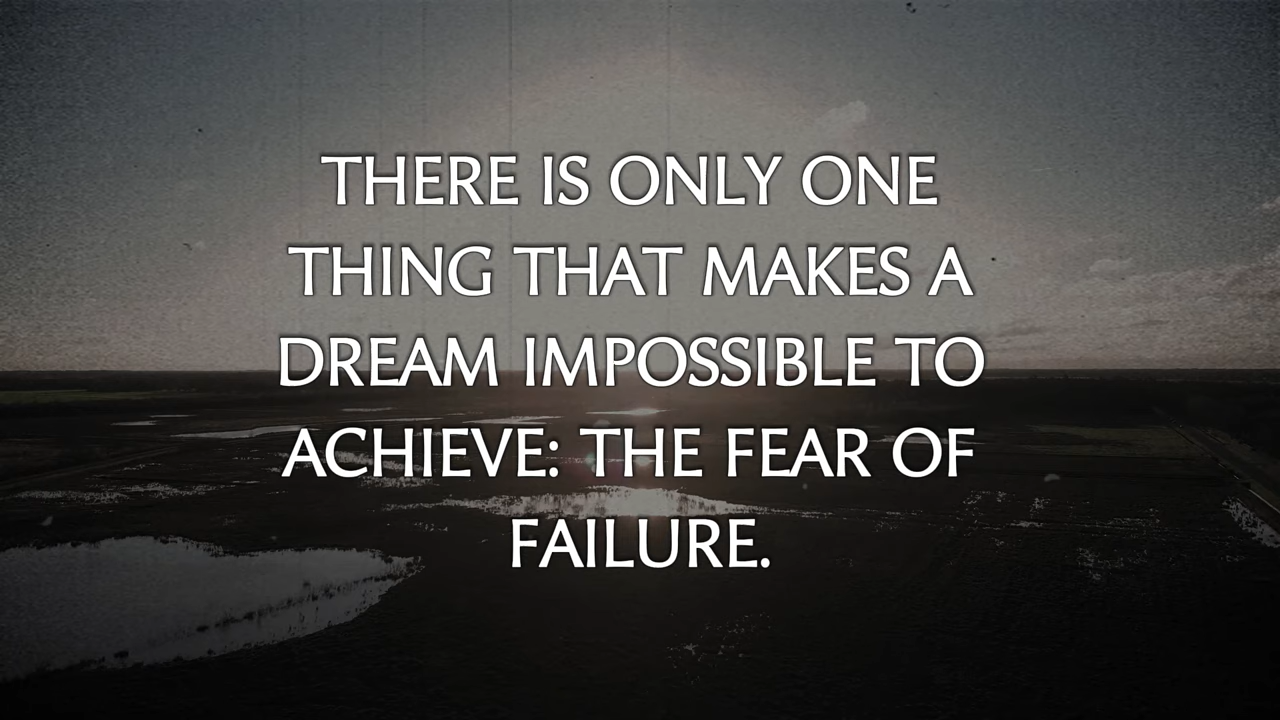 THERE IS ONLY ONE
THING THAT MAKES A
DREAM IMPOSSIBLE TO
ACHIEVE: THE FEAR OF
FAILURE.